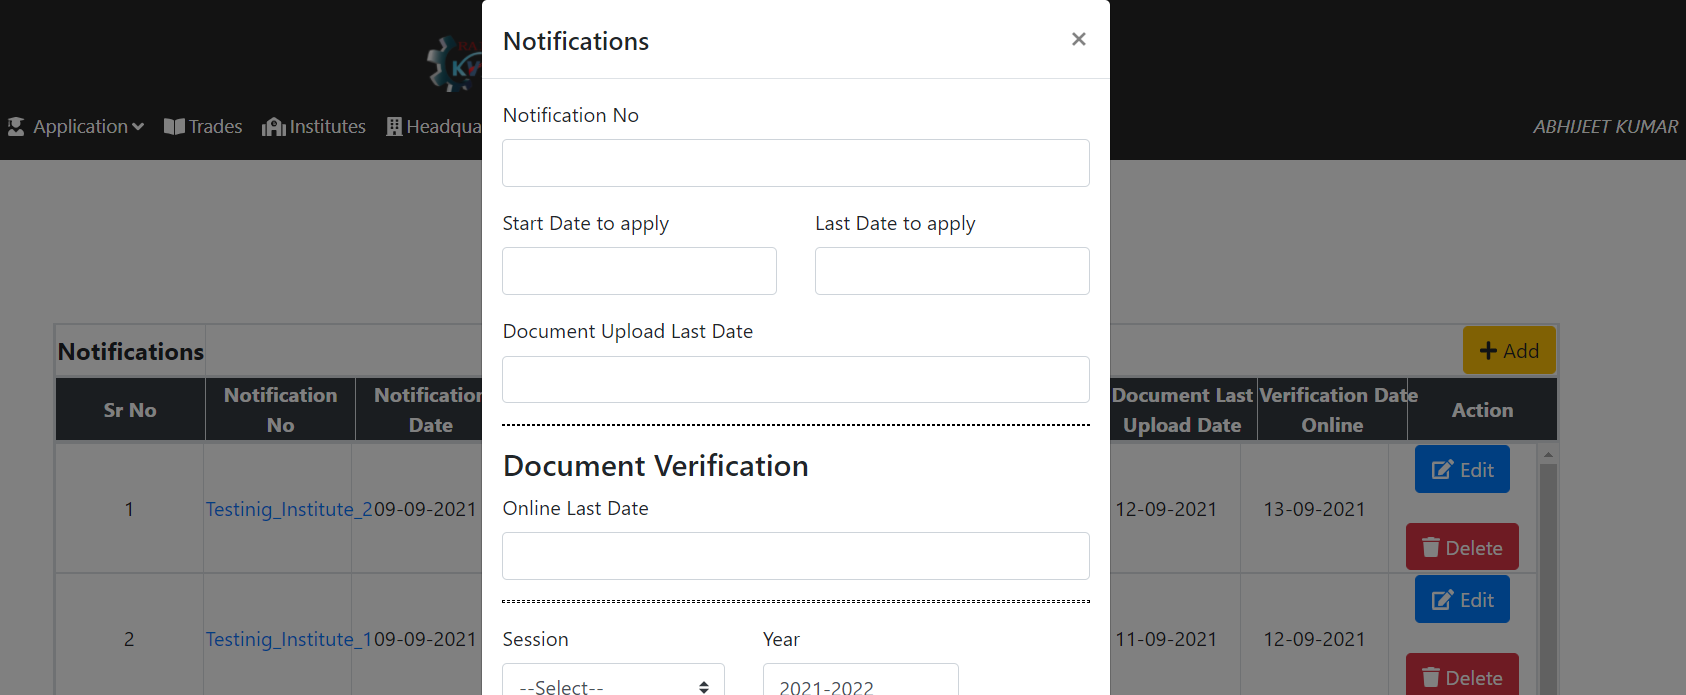 Notifications ×
RA
KV
Application Trades Institutes Headqua
ABHIJEET KUMAR
Notification No
Start Date to apply Last Date to apply
Document Upload Last Date
Document Verification
Online Last Date
Session Year
--Select-- 2021-2022
Notifications
+ Add
Sr No Notification No Notification Date Document Last Upload Date Verification Date Online Action
1 Testinig_Institute_2 09-09-2021 12-09-2021 13-09-2021 Edit
Delete
2 Testinig_Institute_1 09-09-2021 11-09-2021 12-09-2021 Edit
Delete